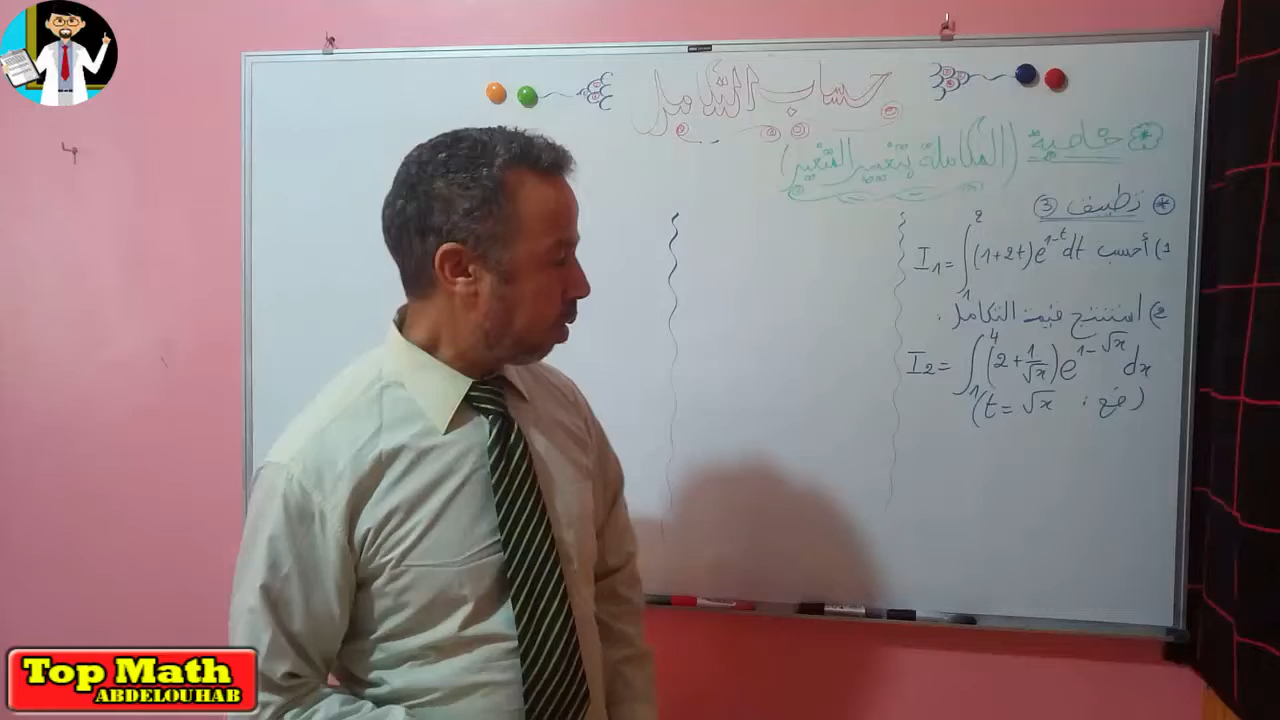 حساب التكامل
خاصية (المكاملة بتغيير المتغير)
تطبيق ③
1) أحسب I₁ = ∫₁² (1+2t)e^{1-t} dt
2) استنتج قيمة التكامل:
I₂ = ∫₁⁴ (2 + 1/√x) e^{1-√x} dx
(ضع: t = √x)
Top Math
ABDELOUHAB